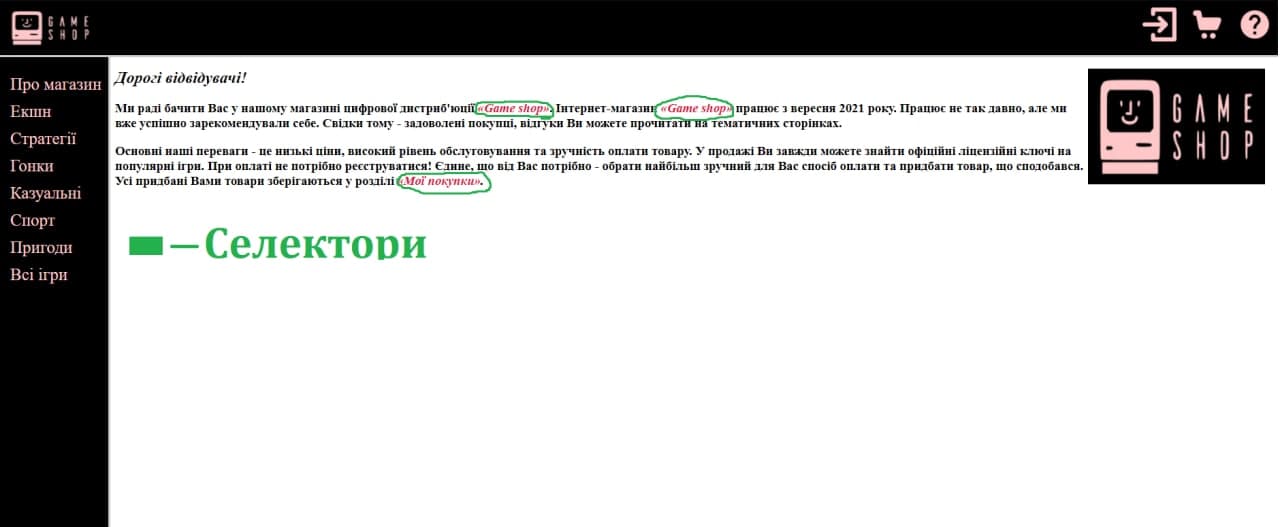 GAME
SHOP
Про магазин
Екшн
Стратегії
Гонки
Казуальні
Спорт
Пригоди
Всі ігри
Дорогі відвідувачі!
Ми раді бачити Вас у нашому магазині цифрової дистриб'юції «Game shop». Інтернет-магазин «Game shop» працює з вересня 2021 року. Працює не так давно, але ми
вже успішно зарекомендували себе. Свідки тому - задоволені покупці, відгуки Ви можете прочитати на тематичних сторінках.
Основні наші переваги - це низькі ціни, високий рівень обслуговування та зручність оплати товару. У продажі Ви завжди можете знайти офіційні ліцензійні ключі на
популярні ігри. При оплаті не потрібно реєструватися! Єдине, що від Вас потрібно - обрати найбільш зручний для Вас спосіб оплати та придбати товар, що сподобався.
Усі придбані Вами товари зберігаються у розділі «Мої покупки».
GAME
SHOP
— Селектори